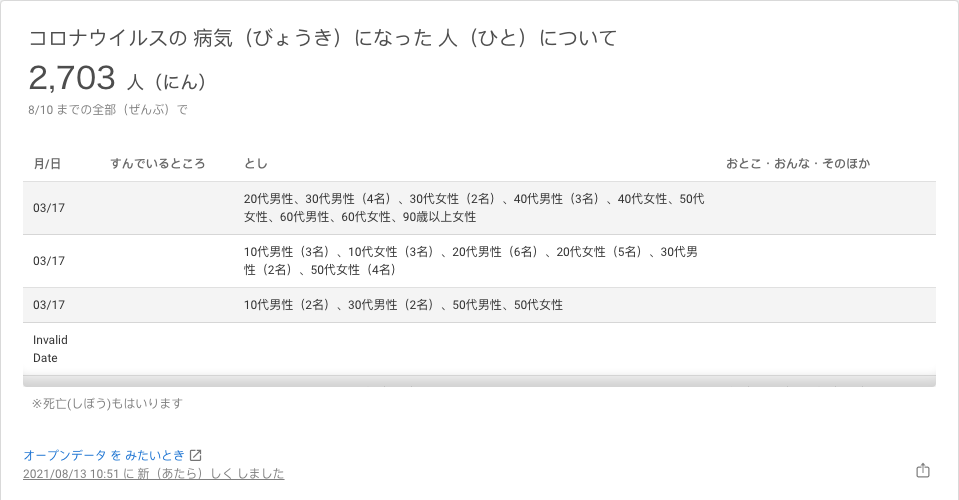 コロナウイルスの 病気（びょうき）になった 人（ひと）について
2,703 人（にん）
8/10 までの全部（ぜんぶ）で
月/日 すんでいるところ とし おとこ・おんな・そのほか
03/17 20代男性、30代男性（4名）、30代女性（2名）、40代男性（3名）、40代女性、50代
女性、60代男性、60代女性、90歳以上女性
03/17 10代男性（3名）、10代女性（3名）、20代男性（6名）、20代女性（5名）、30代男
性（2名）、50代女性（4名）
03/17 10代男性（2名）、30代男性（2名）、50代男性、50代女性
Invalid
Date
※死亡(しぼう)もはいります
オープンデータ を みたいとき
2021/08/13 10:51 に 新（あたら）しく しました